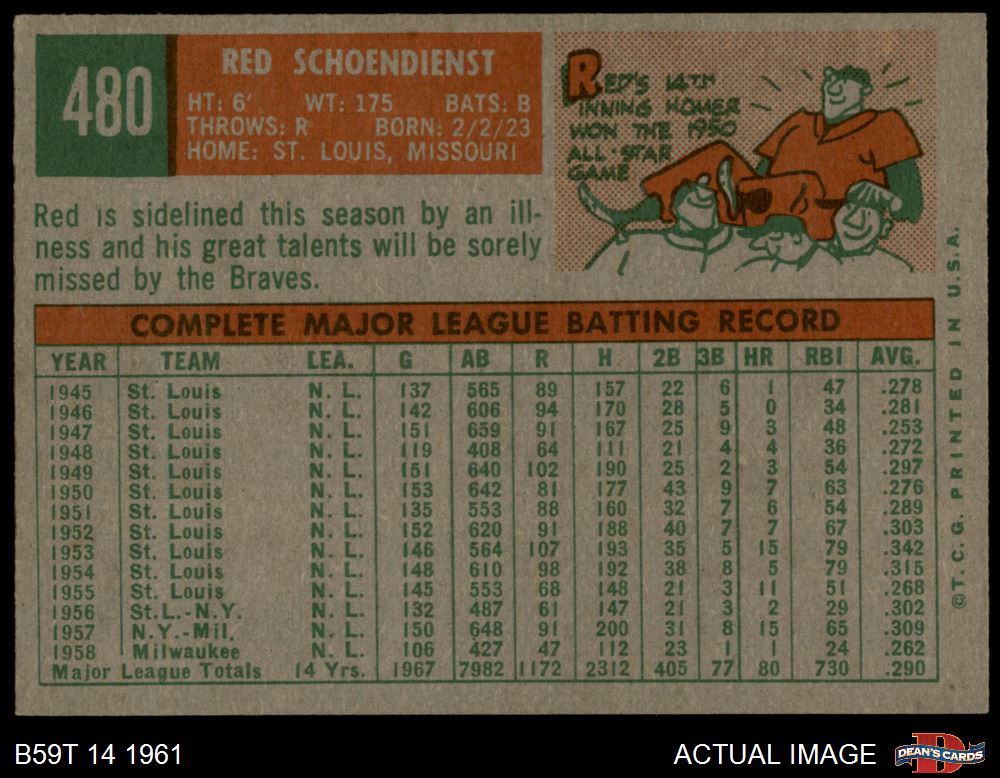 480
RED SCHOENDIENST
HT: 6' WT: 175 BATS: B
THROWS: R BORN: 2/2/23
HOME: ST. LOUIS, MISSOURI
RED'S 14TH
INNING HOMER
WON THE 1950
ALL-STAR
GAME
Red is sidelined this season by an ill-
ness and his great talents will be sorely
missed by the Braves.
COMPLETE MAJOR LEAGUE BATTING RECORD
YEAR TEAM LEA. G AB R H 2B 3B HR RBI AVG.
1945 St. Louis N. L. 137 565 89 157 22 6 1 47 .278
1946 St. Louis N. L. 142 606 94 170 28 5 0 34 .281
1947 St. Louis N. L. 151 659 91 167 25 9 3 48 .253
1948 St. Louis N. L. 119 408 64 111 21 4 4 36 .272
1949 St. Louis N. L. 151 640 102 190 25 2 3 54 .297
1950 St. Louis N. L. 153 642 81 177 43 9 7 63 .276
1951 St. Louis N. L. 135 553 88 160 32 7 6 54 .289
1952 St. Louis N. L. 152 620 91 188 40 7 7 67 .303
1953 St. Louis N. L. 146 564 107 193 35 5 15 79 .342
1954 St. Louis N. L. 148 610 98 192 38 8 5 79 .315
1955 St. Louis N. L. 145 553 68 148 21 3 11 51 .268
1956 St.L.-N.Y. N. L. 132 487 61 147 21 3 2 29 .302
1957 N.Y.-Mil. N. L. 150 648 91 200 31 8 15 65 .309
1958 Milwaukee N. L. 106 427 47 112 23 1 1 24 .262
Major League Totals 14 Yrs. 1967 7982 1172 2312 405 77 80 730 .290
©T. C. G. PRINTED IN U.S.A.
B59T 14 1961
ACTUAL IMAGE
DEAN'S CARDS